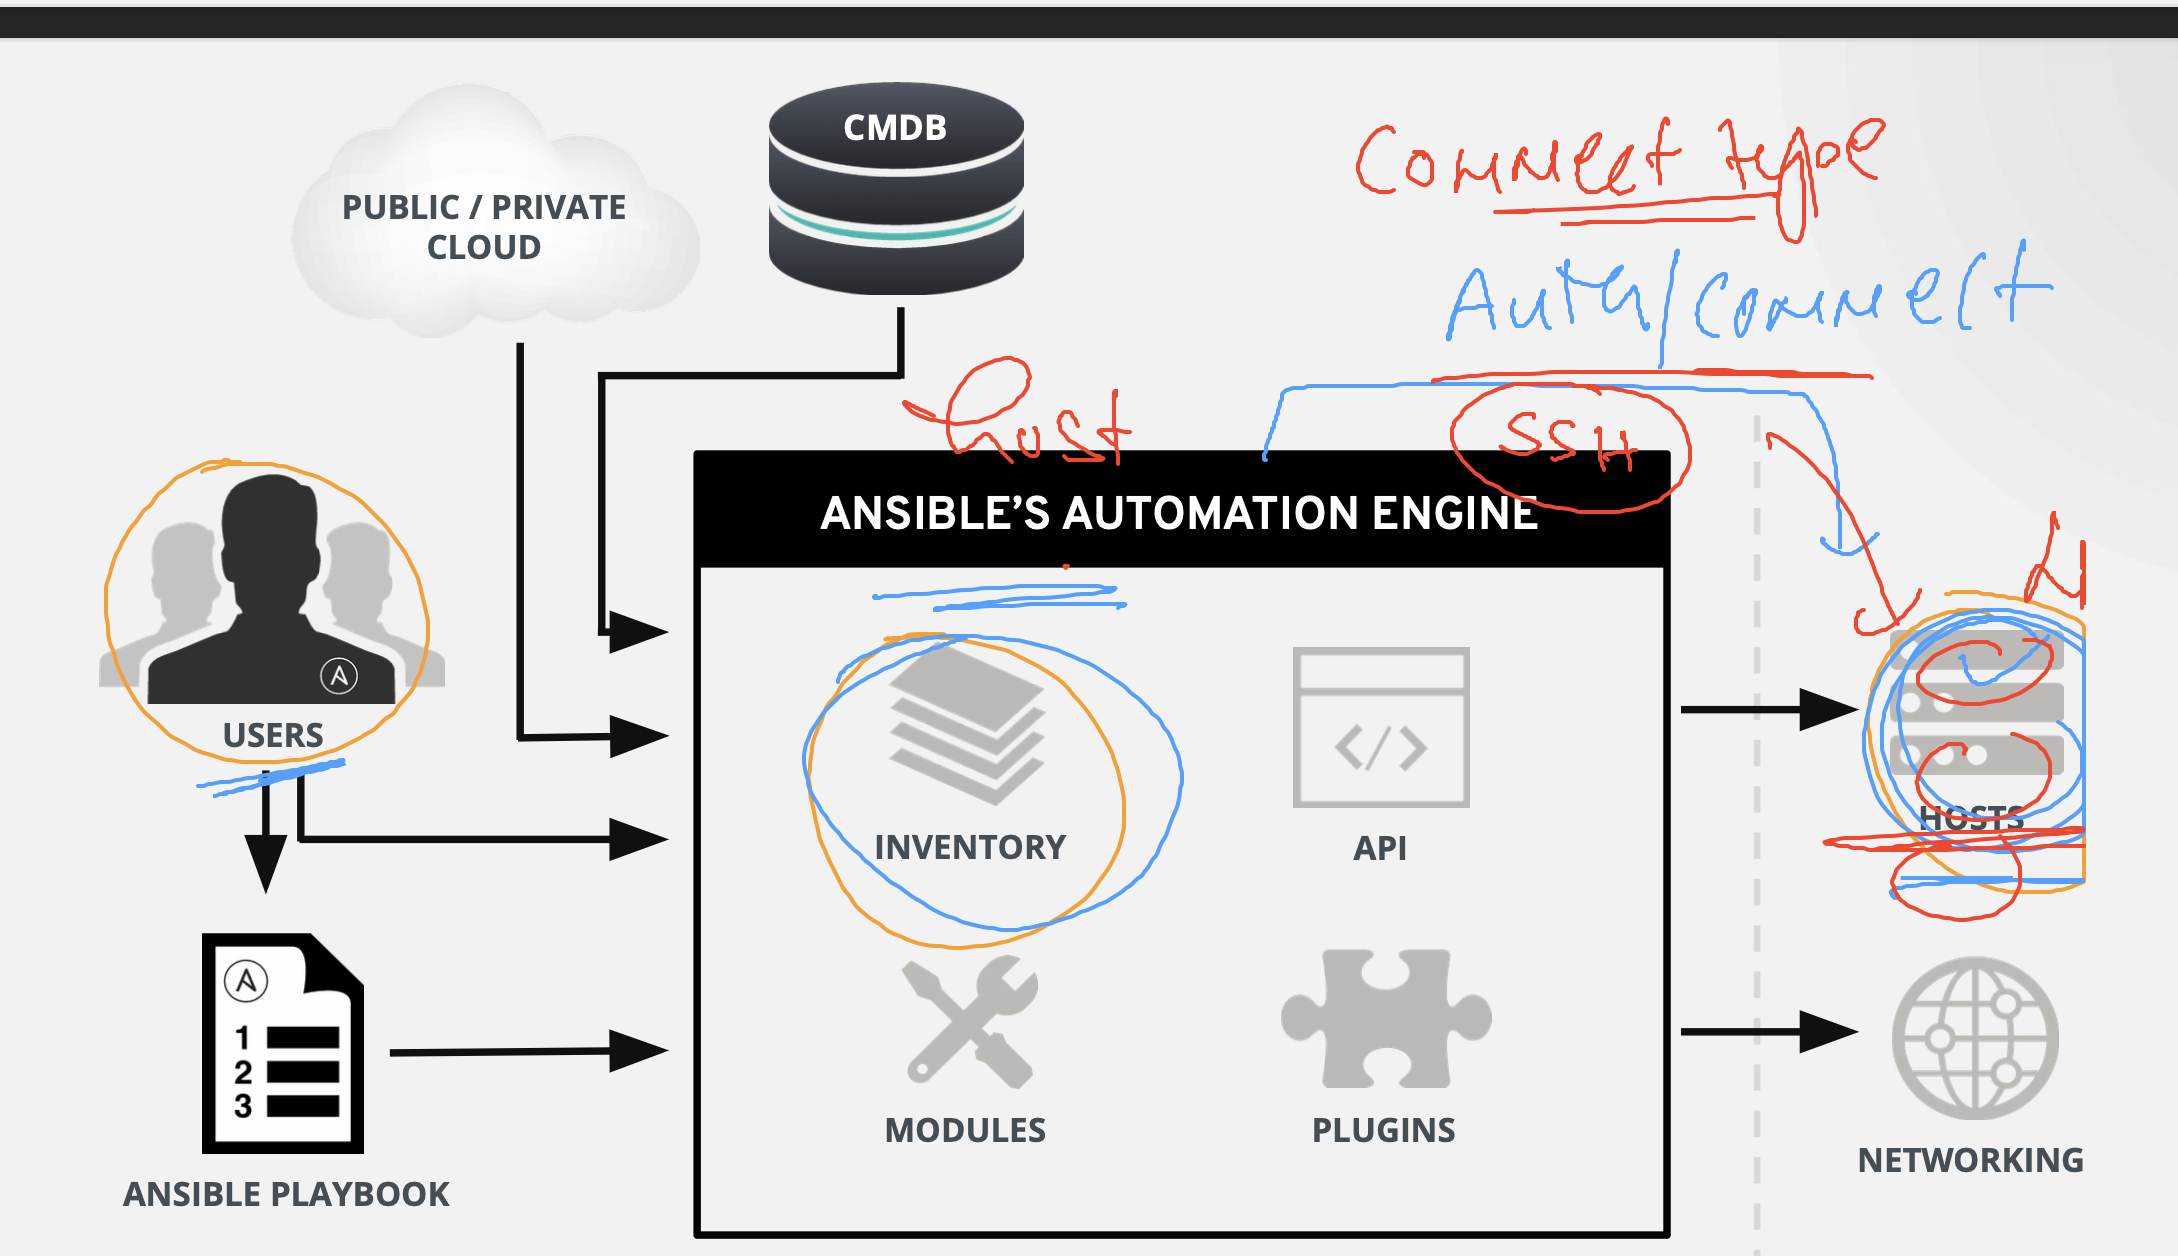 CMDB
PUBLIC / PRIVATE
CLOUD
Connect type
Auth/connect
host
SSH
ANSIBLE'S AUTOMATION ENGINE
USERS
INVENTORY
API
HOSTS
1
2
3
MODULES
PLUGINS
ANSIBLE PLAYBOOK
NETWORKING